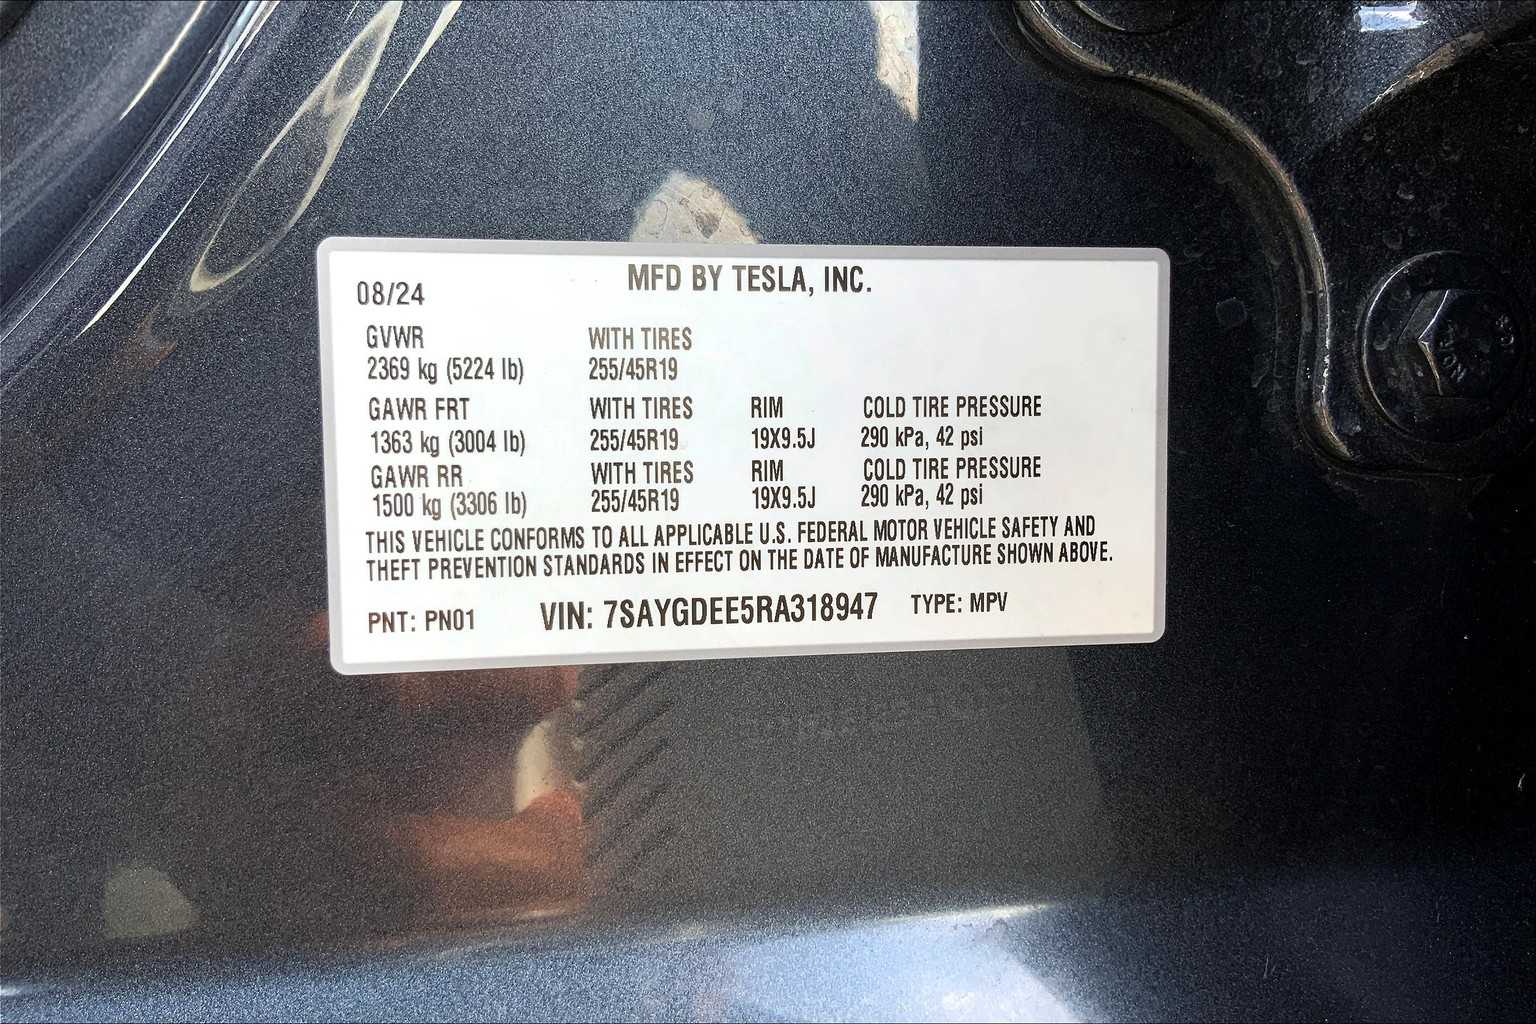 MFD BY TESLA, INC.
08/24
GVWR WITH TIRES
2369 kg (5224 lb) 255/45R19
GAWR FRT WITH TIRES RIM COLD TIRE PRESSURE
1363 kg (3004 lb) 255/45R19 19X9.5J 290 kPa, 42 psi
GAWR RR WITH TIRES RIM COLD TIRE PRESSURE
1500 kg (3306 lb) 255/45R19 19X9.5J 290 kPa, 42 psi
THIS VEHICLE CONFORMS TO ALL APPLICABLE U.S. FEDERAL MOTOR VEHICLE SAFETY AND
THEFT PREVENTION STANDARDS IN EFFECT ON THE DATE OF MANUFACTURE SHOWN ABOVE.
PNT: PN01 VIN: 7SAYGDEE5RA318947 TYPE: MPV